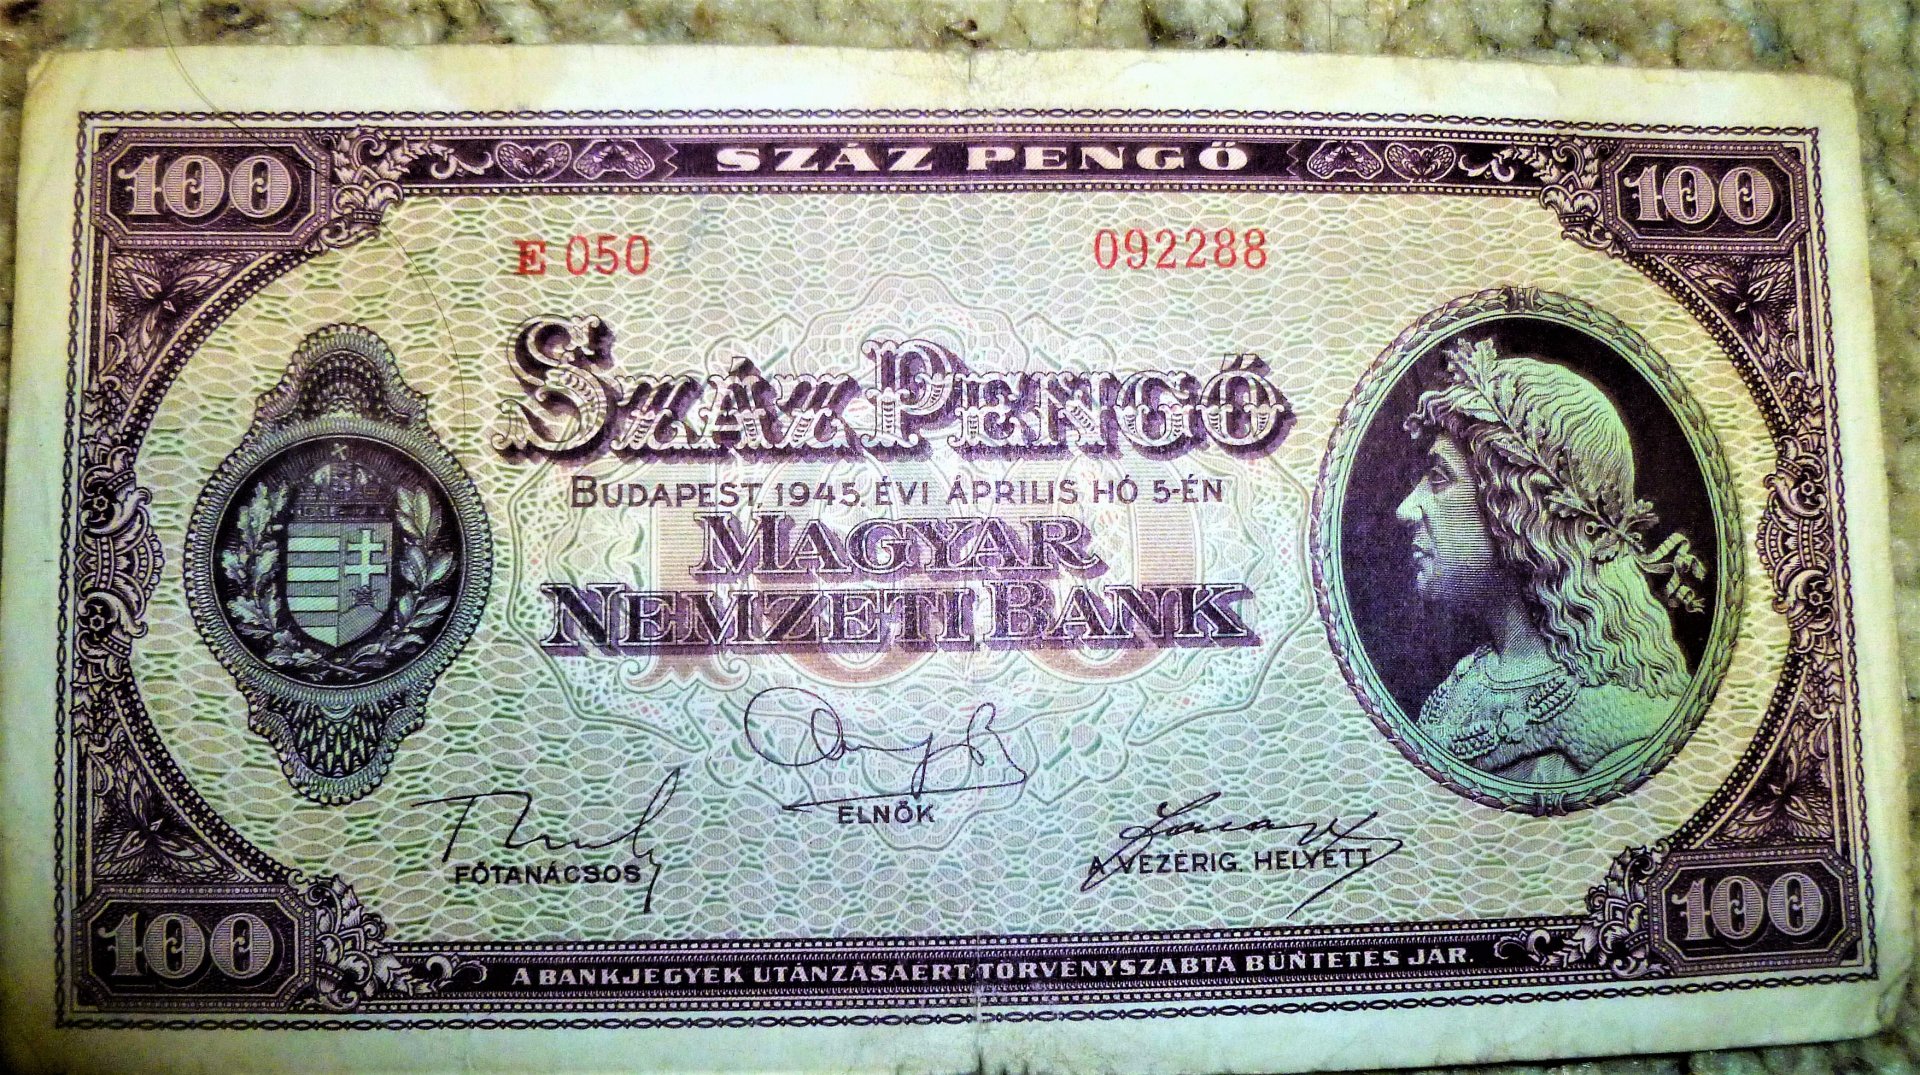 100 SZÁZ PENGŐ 100
E 050 092288
SZÁZ PENGŐ
BUDAPEST, 1945. ÉVI ÁPRILIS HÓ 5-ÉN
MAGYAR
NEMZETI BANK
100
ELNÖK
FŐTANÁCSOS
A VEZÉRIG. HELYETT
100 A BANKJEGYEK UTÁNZÁSAÉRT TÖRVÉNYSZABTA BÜNTETÉS JÁR. 100